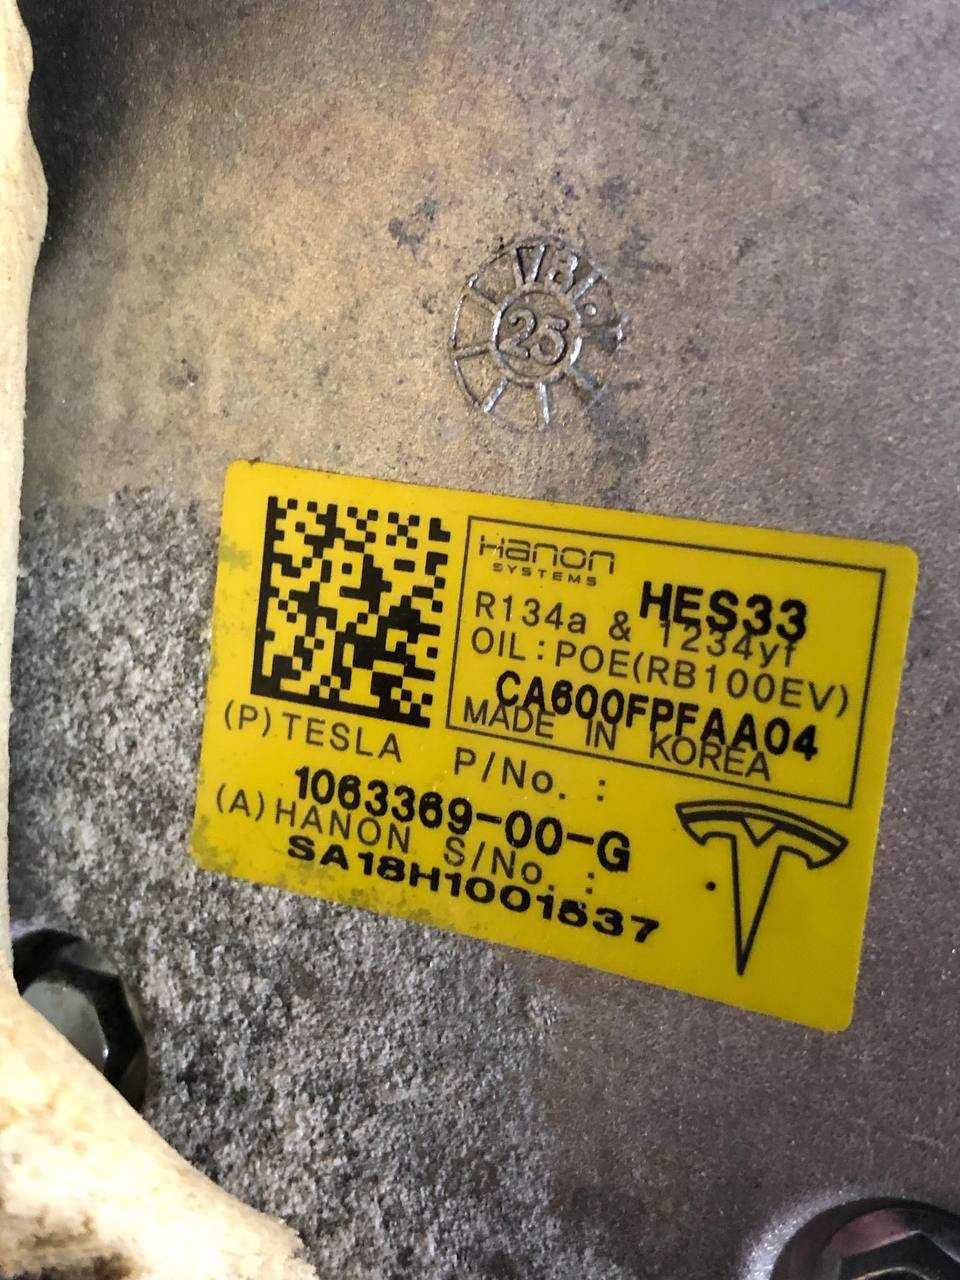 25
Hanon
SYSTEMS
HES33
R134a & 1234yf
OIL:POE(RB100EV)
CA600FPFAA04
MADE IN KOREA
(P)TESLA P/No. :
1063369-00-G
(A)HANON S/No. :
SA18H1001537